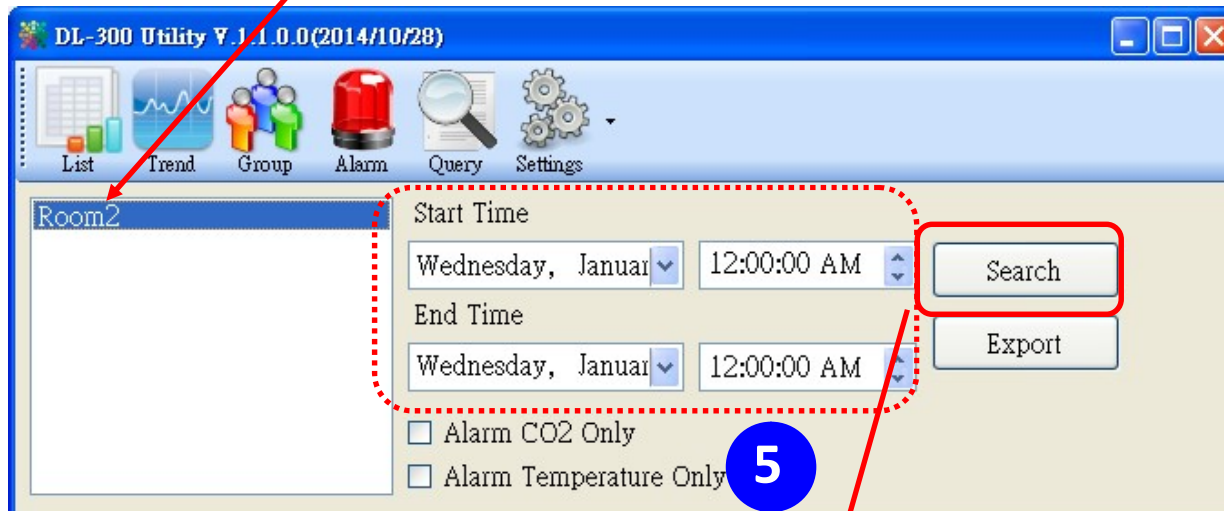 DL-300 Utility V.1.1.0.0(2014/10/28)
List Trend Group Alarm Query Settings
Room2
Start Time
Wednesday, Januar 12:00:00 AM
Search
End Time
Wednesday, Januar 12:00:00 AM
Export
Alarm CO2 Only
Alarm Temperature Only
5